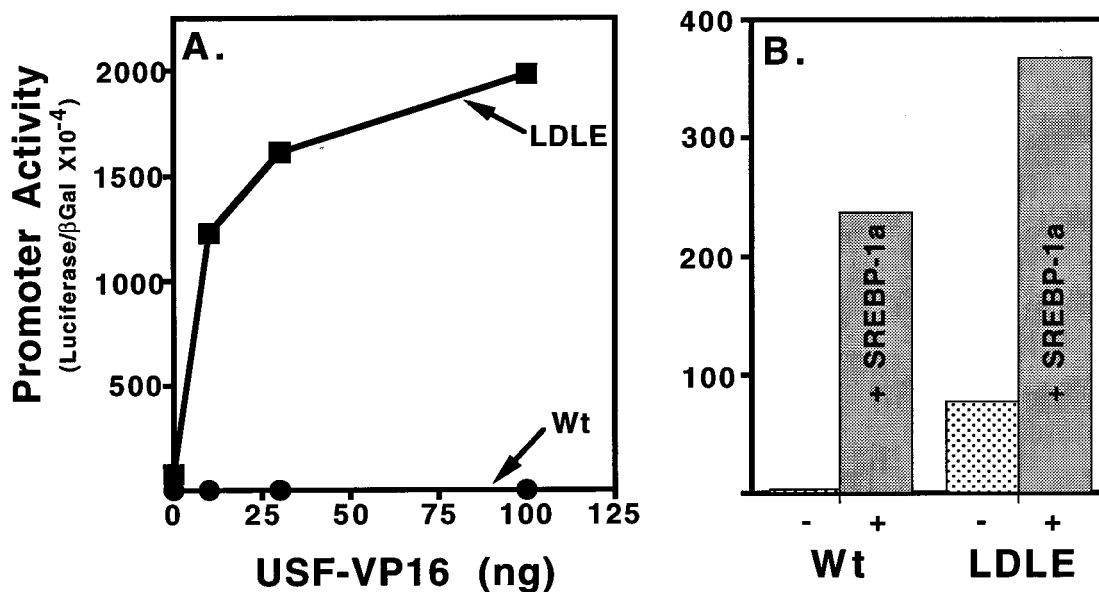 A.
Promoter Activity
(Luciferase/βGal X10⁻⁴)
2000
1500
1000
500
LDLE
Wt
0 25 50 75 100 125
USF-VP16 (ng)
B.
400
300
200
100
+ SREBP-1a
+ SREBP-1a
- + - +
Wt LDLE